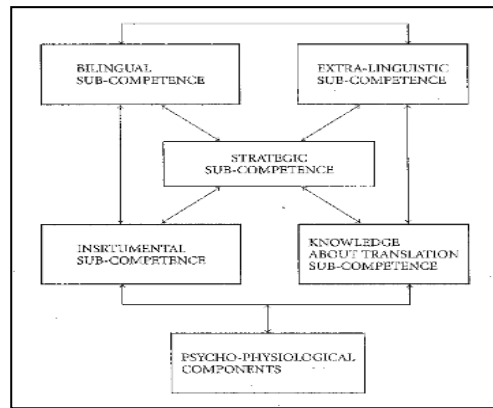 BILINGUAL
SUB-COMPETENCE
EXTRA-LINGUISTIC
SUB-COMPETENCE
STRATEGIC
SUB-COMPETENCE
INSKTUMENTAL
SUB-COMPETENCE
KNOWLEDGE
ABOUT TRANSLATION
SUB-COMPETENCE
PSYCHO-PHYSIOLOGICAL
COMPONENTS